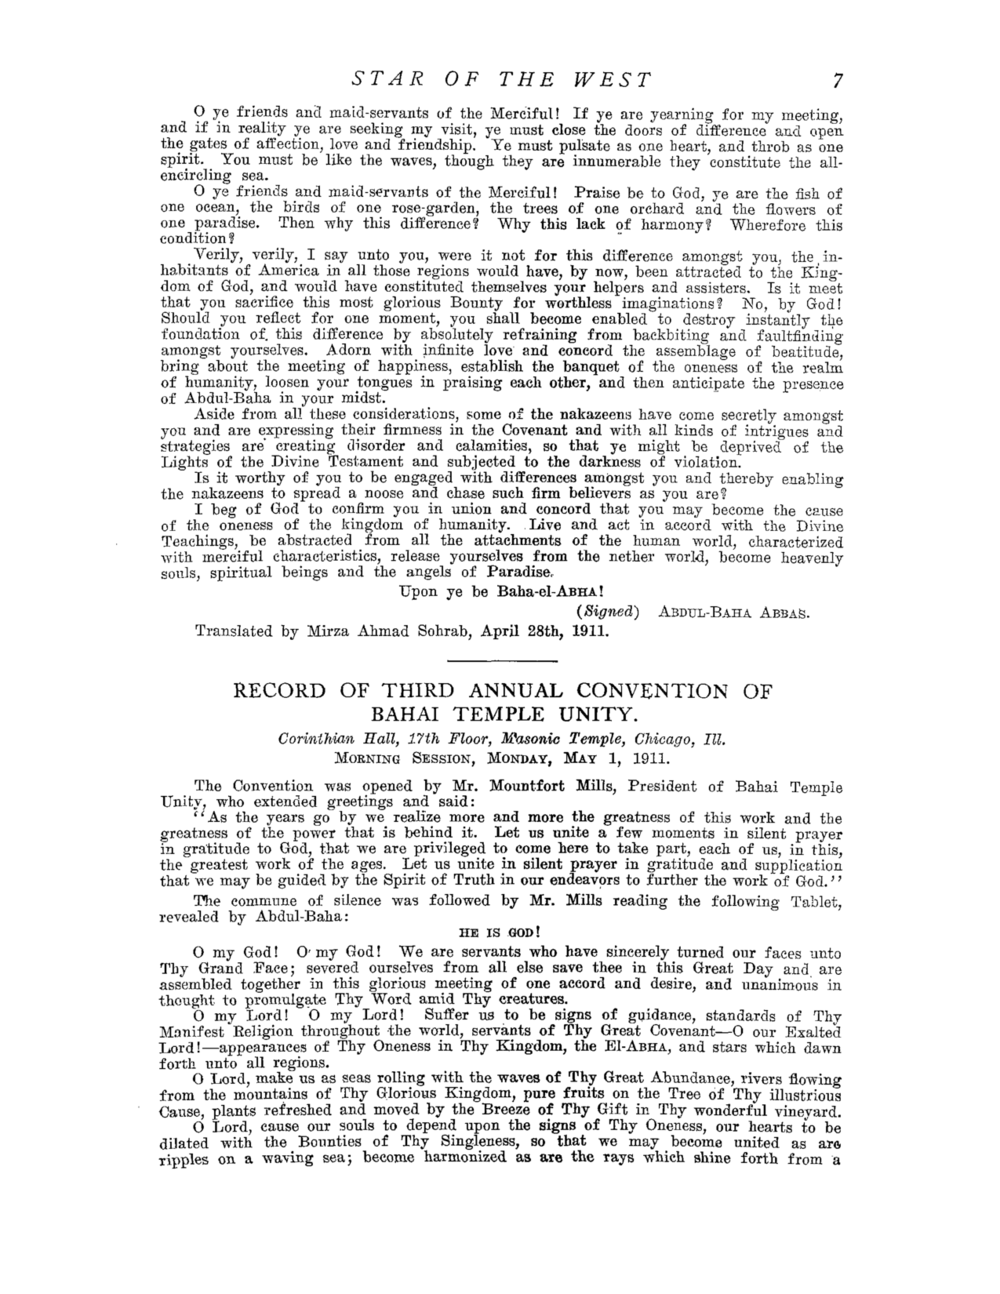 STAR OF THE WEST 7
O ye friends and maid-servants of the Merciful! If ye are yearning for my meeting,
and if in reality ye are seeking my visit, ye must close the doors of difference and open
the gates of affection, love and friendship. Ye must pulsate as one heart, and throb as one
spirit. You must be like the waves, though they are innumerable they constitute the all-
encircling sea.
O ye friends and maid-servants of the Merciful! Praise be to God, ye are the fish of
one ocean, the birds of one rose-garden, the trees of one orchard and the flowers of
one paradise. Then why this difference? Why this lack of harmony? Wherefore this
condition?
Verily, verily, I say unto you, were it not for this difference amongst you, the in-
habitants of America in all those regions would have, by now, been attracted to the King-
dom of God, and would have constituted themselves your helpers and assisters. Is it meet
that you sacrifice this most glorious Bounty for worthless imaginations? No, by God!
Should you reflect for one moment, you shall become enabled to destroy instantly the
foundation of this difference by absolutely refraining from backbiting and faultfinding
amongst yourselves. Adorn with infinite love and concord the assemblage of beatitude,
bring about the meeting of happiness, establish the banquet of the oneness of the realm
of humanity, loosen your tongues in praising each other, and then anticipate the presence
of Abdul-Baha in your midst.
Aside from all these considerations, some of the nakazeens have come secretly amongst
you and are expressing their firmness in the Covenant and with all kinds of intrigues and
strategies are creating disorder and calamities, so that ye might be deprived of the
Lights of the Divine Testament and subjected to the darkness of violation.
Is it worthy of you to be engaged with differences amongst you and thereby enabling
the nakazeens to spread a noose and chase such firm believers as you are?
I beg of God to confirm you in union and concord that you may become the cause
of the oneness of the kingdom of humanity. Live and act in accord with the Divine
Teachings, be abstracted from all the attachments of the human world, characterized
with merciful characteristics, release yourselves from the nether world, become heavenly
souls, spiritual beings and the angels of Paradise.
Upon ye be Baha-el-ABHA!
(Signed) ABDUL-BAHA ABBAS.
Translated by Mirza Ahmad Sohrab, April 28th, 1911.
RECORD OF THIRD ANNUAL CONVENTION OF
BAHAI TEMPLE UNITY.
Corinthian Hall, 17th Floor, Masonic Temple, Chicago, Ill.
MORNING SESSION, MONDAY, MAY 1, 1911.
The Convention was opened by Mr. Mountfort Mills, President of Bahai Temple
Unity, who extended greetings and said:
"As the years go by we realize more and more the greatness of this work and the
greatness of the power that is behind it. Let us unite a few moments in silent prayer
in gratitude to God, that we are privileged to come here to take part, each of us, in this,
the greatest work of the ages. Let us unite in silent prayer in gratitude and supplication
that we may be guided by the Spirit of Truth in our endeavors to further the work of God."
The commune of silence was followed by Mr. Mills reading the following Tablet,
revealed by Abdul-Baha:
HE IS GOD!
O my God! O my God! We are servants who have sincerely turned our faces unto
Thy Grand Face; severed ourselves from all else save thee in this Great Day and are
assembled together in this glorious meeting of one accord and desire, and unanimous in
thought to promulgate Thy Word amid Thy creatures.
O my Lord! O my Lord! Suffer us to be signs of guidance, standards of Thy
Manifest Religion throughout the world, servants of Thy Great Covenant—O our Exalted
Lord!—appearances of Thy Oneness in Thy Kingdom, the El-ABHA, and stars which dawn
forth unto all regions.
O Lord, make us as seas rolling with the waves of Thy Great Abundance, rivers flowing
from the mountains of Thy Glorious Kingdom, pure fruits on the Tree of Thy illustrious
Cause, plants refreshed and moved by the Breeze of Thy Gift in Thy wonderful vineyard.
O Lord, cause our souls to depend upon the signs of Thy Oneness, our hearts to be
dilated with the Bounties of Thy Singleness, so that we may become united as are
ripples on a waving sea; become harmonized as are the rays which shine forth from a